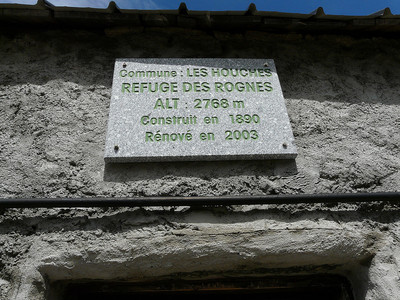 Commune : LES HOUCHES
REFUGE DES ROGNES
ALT : 2768 m
Construit en 1890
Rénové en 2003